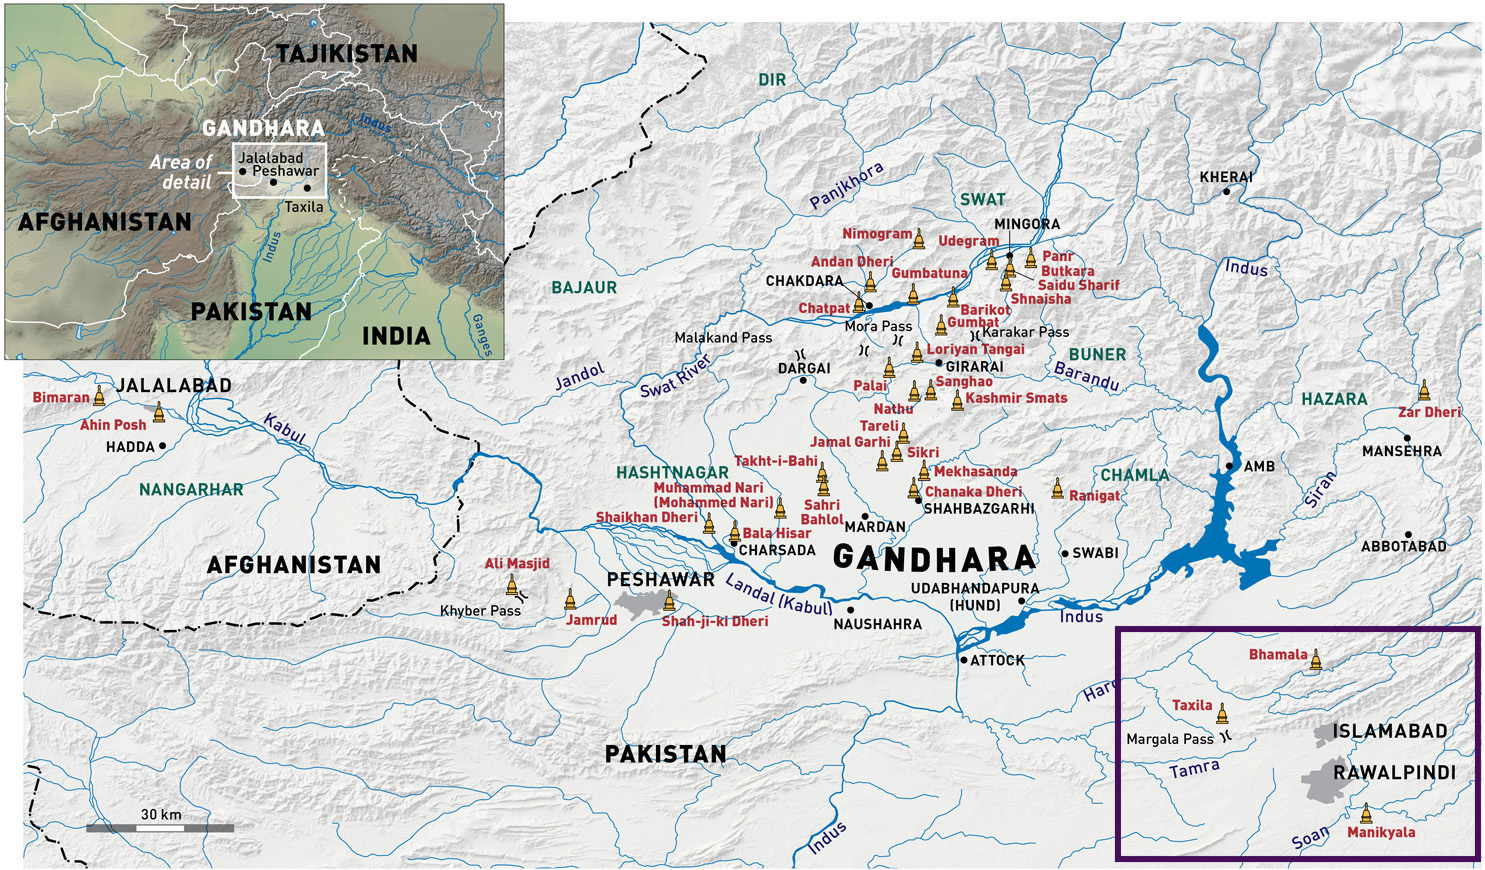 TAJIKISTAN
GANDHARA
Indus
Area of
detail
Jalalabad
Peshawar
Taxila
AFGHANISTAN
Indus
PAKISTAN
INDIA
Ganges
DIR
Panjkhora
SWAT
KHERAI
MINGORA
Nimogram
Udegram
Panr
Butkara
Saidu Sharif
Shnaisha
Andan Dheri
Gumbatuna
CHAKDARA
Chatpat
Barikot
Gumbat
Mora Pass
Karakar Pass
Indus
BAJAUR
Malakand Pass
Loriyan Tangai
GIRARAI
BUNER
Barandu
DARGAI
Jandol
Swat River
Palai
Sanghao
Nathu
Kashmir Smats
HAZARA
Zar Dheri
MANSEHRA
JALALABAD
Bimaran
Ahin Posh
HADDA
Kabul
NANGARHAR
Tareli
Jamal Garhi
Sikri
Takht-i-Bahi
Mekhasanda
HASHTNAGAR
Muhammad Nari
(Mohammed Nari)
Chanaka Dheri
SHAHBAZGARHI
Ranigat
CHAMLA
AMB
Siran
Shaikhan Dheri
Sahri
Bahlol
MARDAN
Bala Hisar
CHARSADA
GANDHARA
SWABI
ABBOTABAD
AFGHANISTAN
Ali Masjid
Khyber Pass
Jamrud
PESHAWAR
Shah-ji-ki Dheri
Landal (Kabul)
NAUSHAHRA
UDABHANDAPURA
(HUND)
Indus
ATTOCK
Haro
Bhamala
Taxila
Margala Pass
Tamra
ISLAMABAD
RAWALPINDI
Manikyala
Soan
PAKISTAN
Indus
30 km